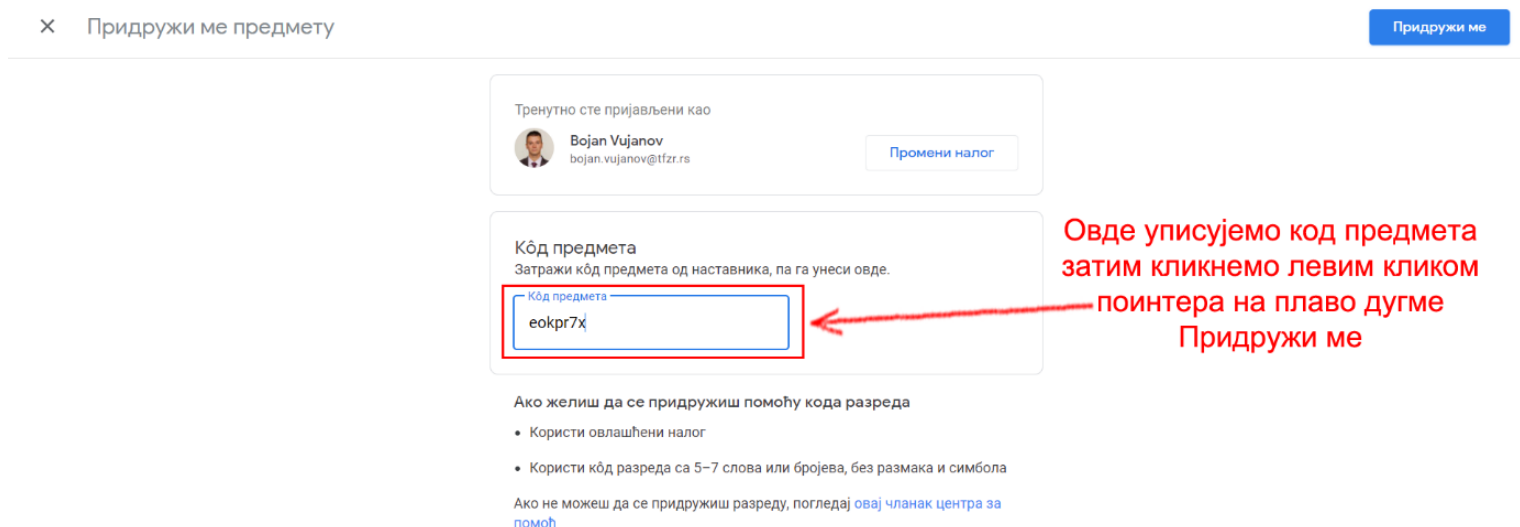 Придружи ме предмету
Придружи ме
Тренутно сте пријављени као
Bojan Vujanov
bojan.vujanov@tfzr.rs
Промени налог
Кôд предмета
Затражи кôд предмета од наставника, па га унеси овде.
Кôд предмета
eokpr7x
Овде уписујемо код предмета
затим кликнемо левим кликом
поинтера на плаво дугме
Придружи ме
Ако желиш да се придружиш помоћу кода разреда
• Користи овлашћени налог
• Користи кôд разреда са 5–7 слова или бројева, без размака и симбола
Ако не можеш да се придружиш разреду, погледај овај чланак центра за
помоћ